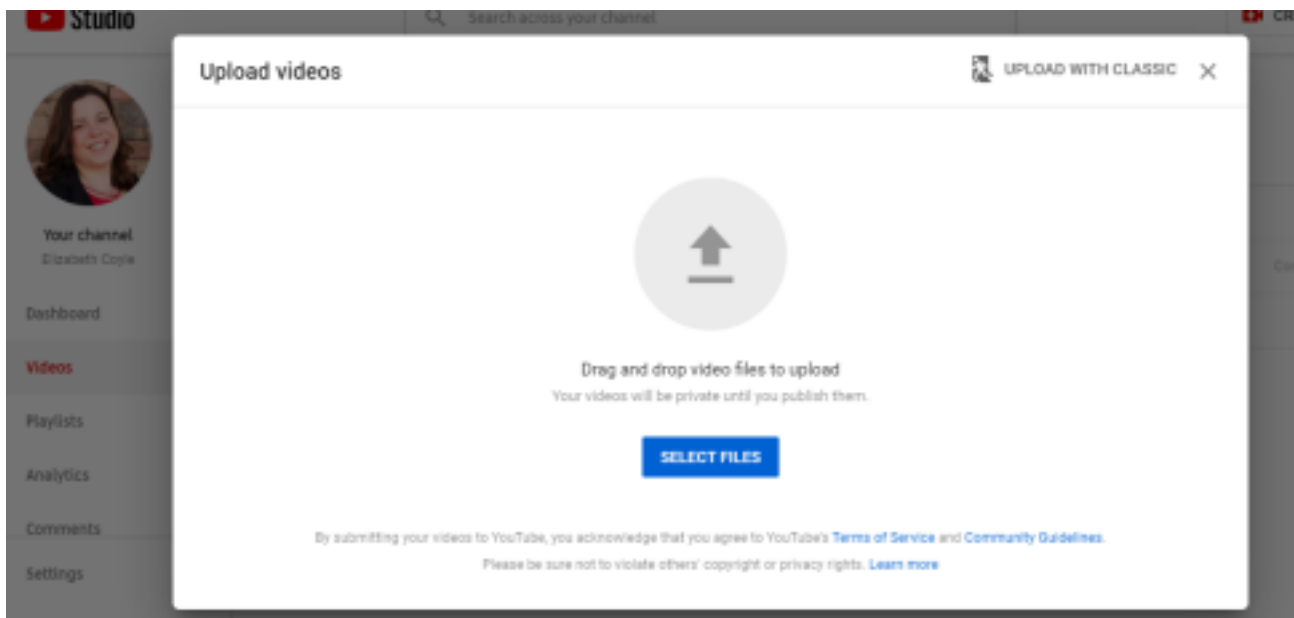 Studio
Search across your channel
Upload videos
UPLOAD WITH CLASSIC
Your channel
Elizabeth Coyle
Dashboard
Videos
Playlists
Analytics
Comments
Settings
Drag and drop video files to upload
Your videos will be private until you publish them.
SELECT FILES
By submitting your videos to YouTube, you acknowledge that you agree to YouTube's Terms of Service and Community Guidelines.
Please be sure not to violate others' copyright or privacy rights. Learn more